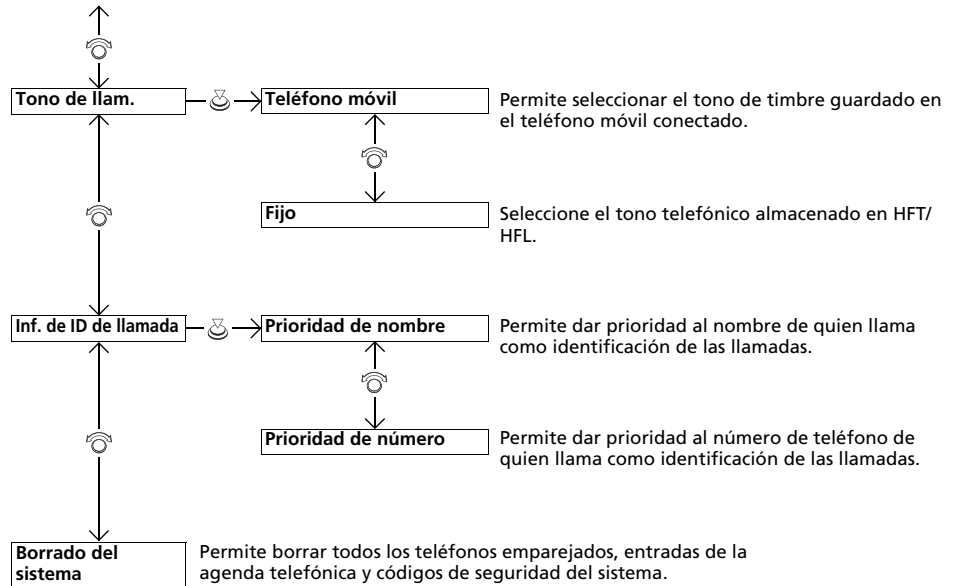 Tono de llam.
Teléfono móvil
Permite seleccionar el tono de timbre guardado en
el teléfono móvil conectado.
Fijo
Seleccione el tono telefónico almacenado en HFT/
HFL.
Inf. de ID de llamada
Prioridad de nombre
Permite dar prioridad al nombre de quien llama
como identificación de las llamadas.
Prioridad de número
Permite dar prioridad al número de teléfono de
quien llama como identificación de las llamadas.
Borrado del
sistema
Permite borrar todos los teléfonos emparejados, entradas de la
agenda telefónica y códigos de seguridad del sistema.